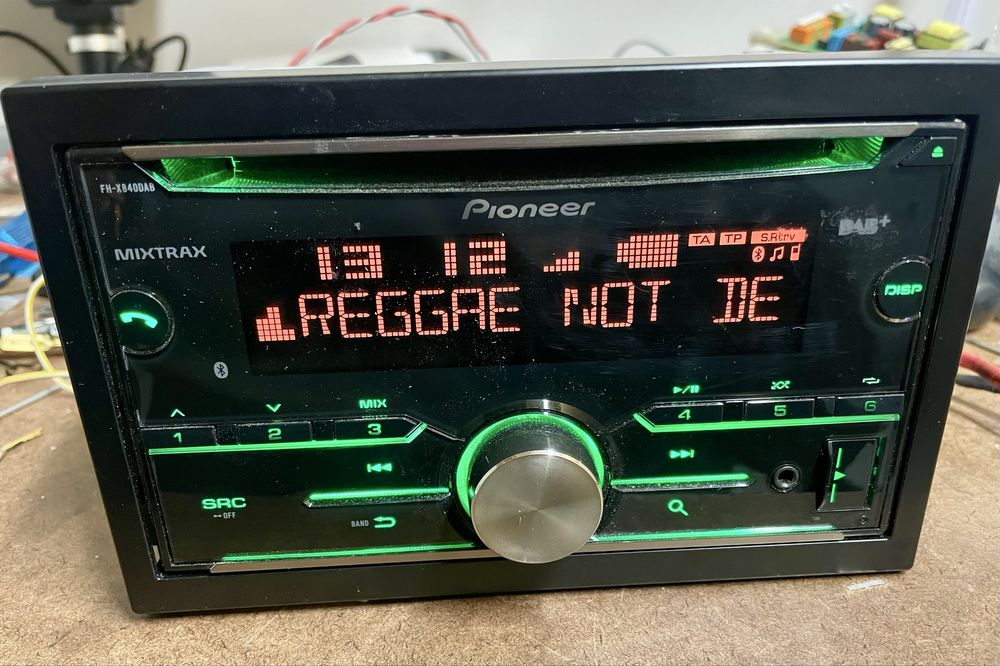 FH-X840DAB
Pioneer
DAB+
MIXTRAX
13 12 TA TP S.Rtrv
REGGAE NOT DE
DISP
MIX
1 2 3 4 5 6
SRC
OFF
BAND